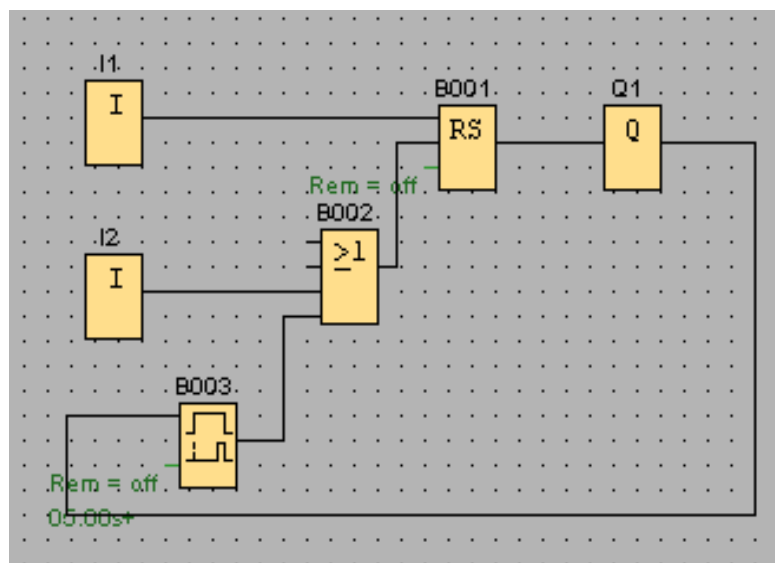 I1
I
B001
RS
Q1
Q
Rem = off
B002
≥1
I2
I
B003
Rem = off
05:00s+